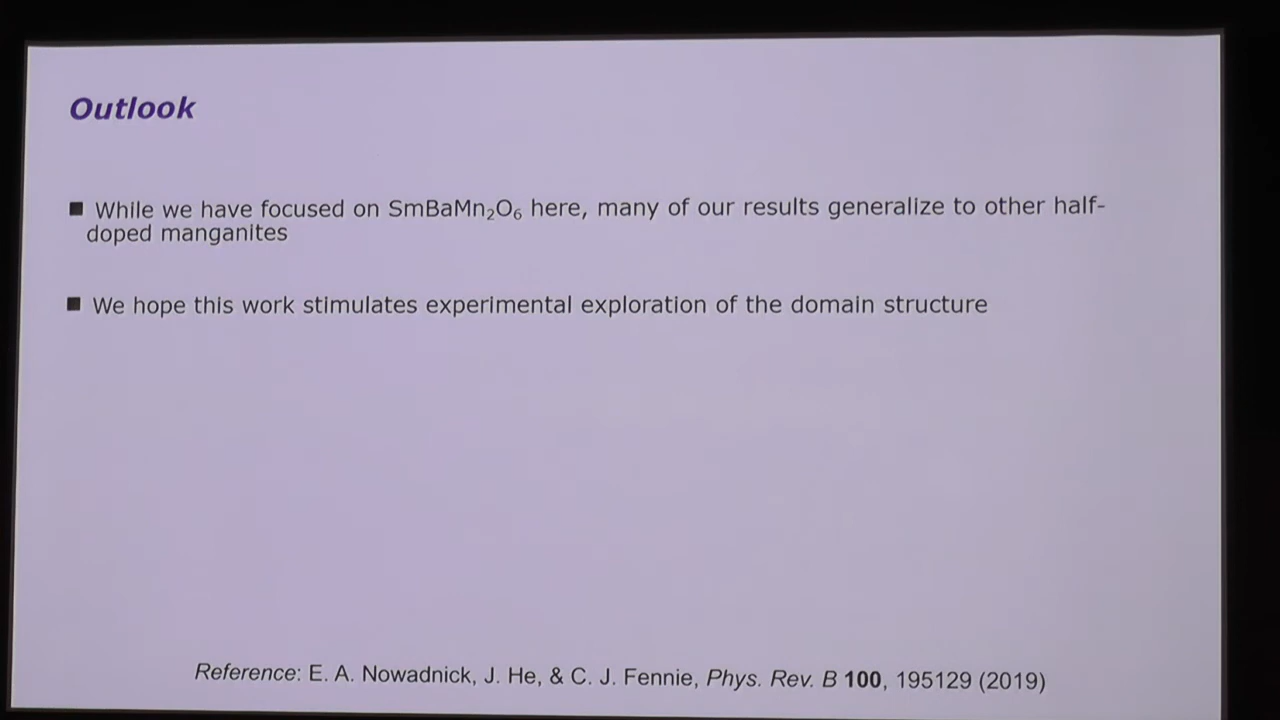 Outlook
■ While we have focused on SmBaMn₂O₆ here, many of our results generalize to other half-
doped manganites
■ We hope this work stimulates experimental exploration of the domain structure
Reference: E. A. Nowadnick, J. He, & C. J. Fennie, Phys. Rev. B 100, 195129 (2019)